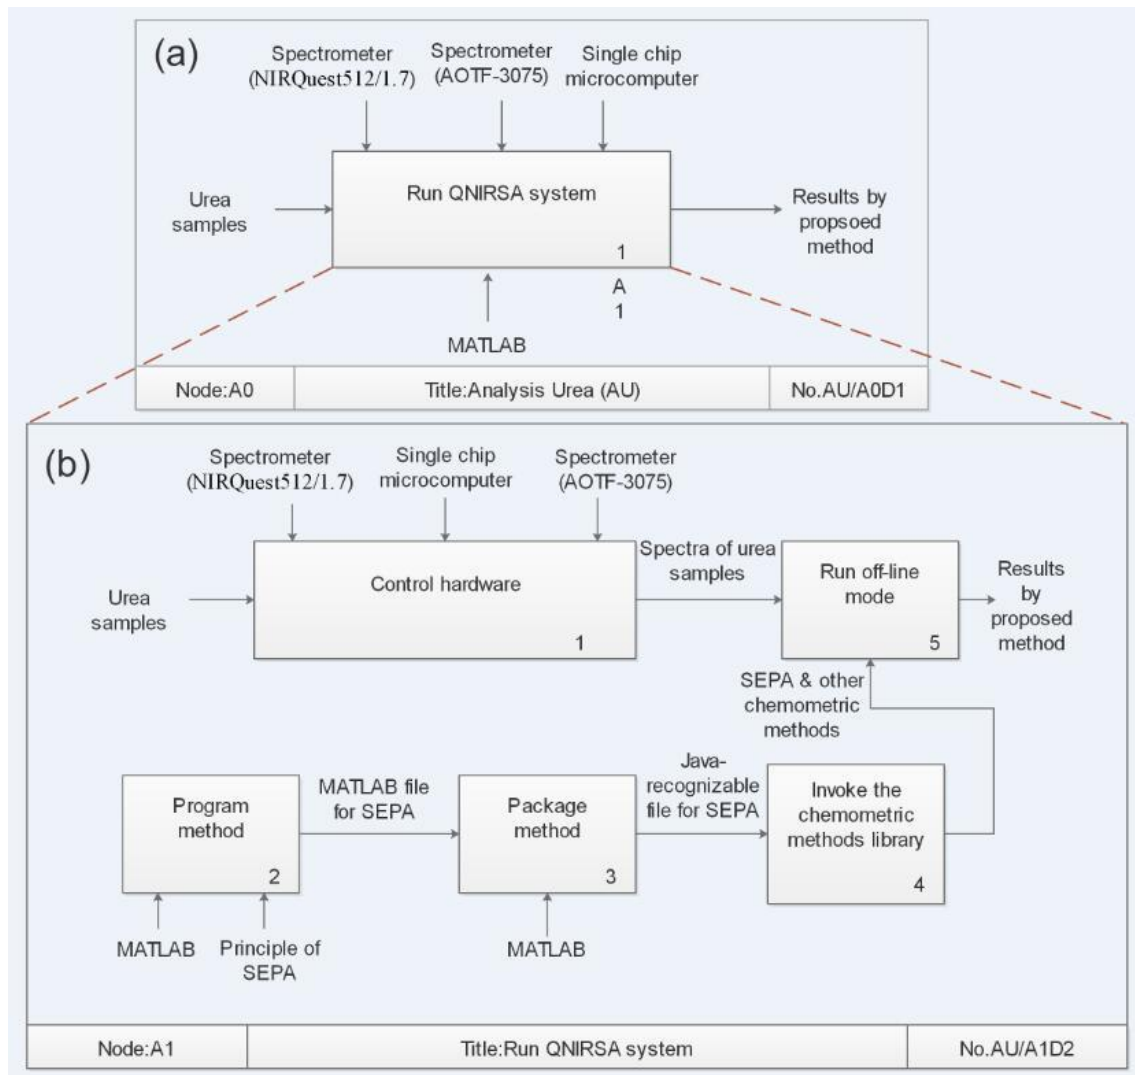 (a)
Spectrometer
(NIRQuest512/1.7)
Spectrometer
(AOTF-3075)
Single chip
microcomputer
Urea
samples
Run QNIRSA system
1
Results by
propsoed
method
A
1
MATLAB
Node:A0
Title:Analysis Urea (AU)
No.AU/A0D1
(b)
Spectrometer
(NIRQuest512/1.7)
Single chip
microcomputer
Spectrometer
(AOTF-3075)
Urea
samples
Control hardware
1
Spectra of urea
samples
Run off-line
mode
5
Results
by
proposed
method
SEPA & other
chemometric
methods
Program
method
2
MATLAB file
for SEPA
Package
method
3
Java-
recognizable
file for SEPA
Invoke the
chemometric
methods library
4
MATLAB
Principle of
SEPA
MATLAB
Node:A1
Title:Run QNIRSA system
No.AU/A1D2